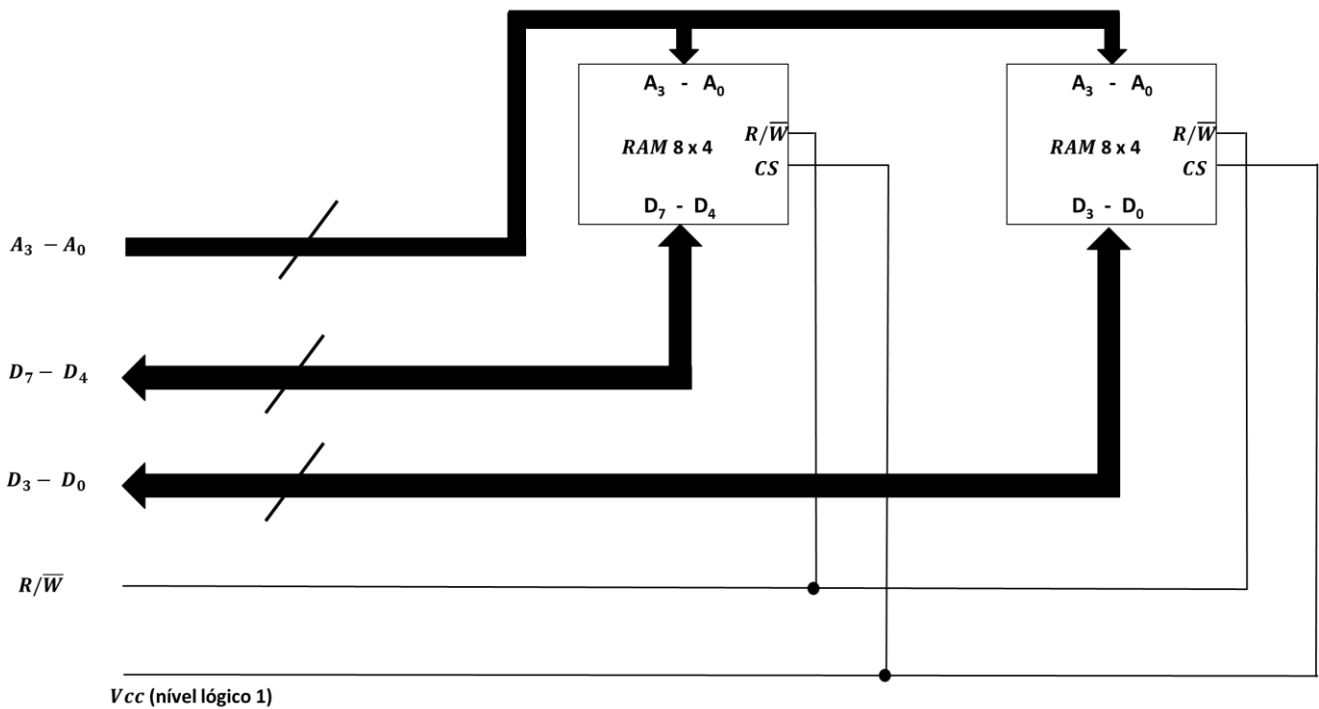 A₃ - A₀
A₃ - A₀
R/W̅
R/W̅
RAM 8 x 4
RAM 8 x 4
CS
CS
D₇ - D₄
D₃ - D₀
A₃ - A₀
D₇ - D₄
D₃ - D₀
R/W̅
Vcc (nível lógico 1)